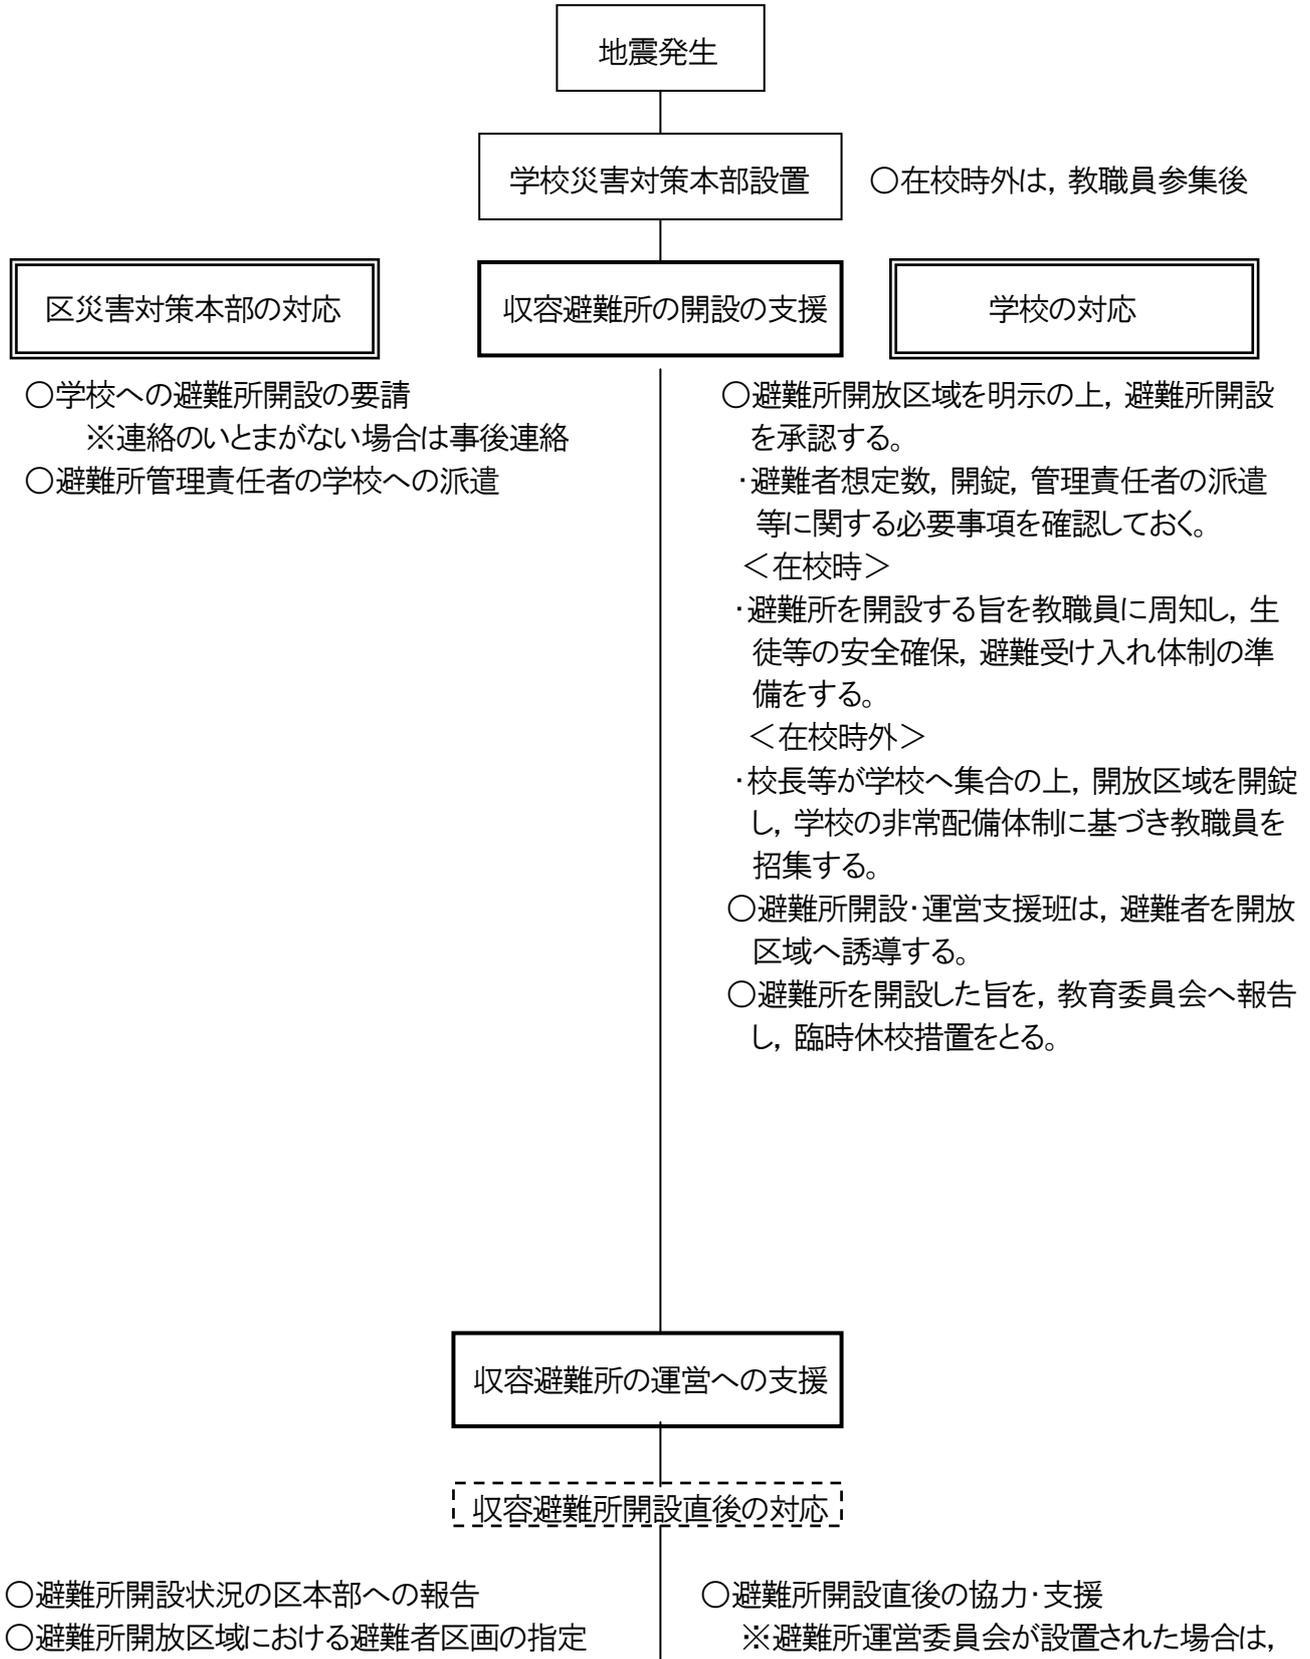 地震発生
学校災害対策本部設置
○在校時外は，教職員参集後
区災害対策本部の対応
収容避難所の開設の支援
学校の対応
○学校への避難所開設の要請
※連絡のいとまがない場合は事後連絡
○避難所管理責任者の学校への派遣
○避難所開放区域を明示の上，避難所開設
を承認する。
・避難者想定数，開錠，管理責任者の派遣
等に関する必要事項を確認しておく。
＜在校時＞
・避難所を開設する旨を教職員に周知し，生
徒等の安全確保，避難受け入れ体制の準
備をする。
＜在校時外＞
・校長等が学校へ集合の上，開放区域を開錠
し，学校の非常配備体制に基づき教職員を
招集する。
○避難所開設・運営支援班は，避難者を開放
区域へ誘導する。
○避難所を開設した旨を，教育委員会へ報告
し，臨時休校措置をとる。
収容避難所の運営への支援
収容避難所開設直後の対応
○避難所開設状況の区本部への報告
○避難所開放区域における避難者区画の指定
○避難所開設直後の協力・支援
※避難所運営委員会が設置された場合は，